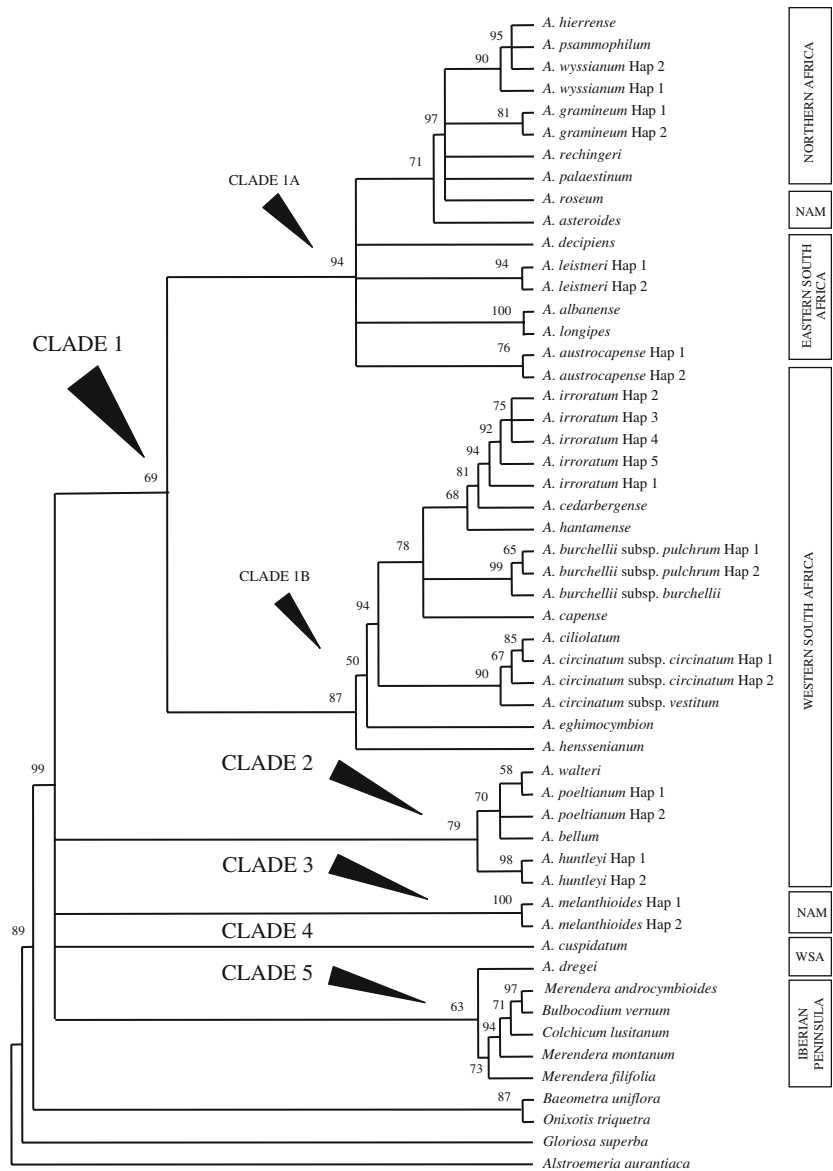 A. hierrense
95
A. psammophilum
90
A. wyssianum Hap 2
A. wyssianum Hap 1
81
A. gramineum Hap 1
97
A. gramineum Hap 2
71
A. rechingeri
A. palaestinum
NORTHERN AFRICA
CLADE 1A
A. roseum
NAM
A. asteroides
94
A. decipiens
94
A. leistneri Hap 1
A. leistneri Hap 2
100
A. albanense
A. longipes
EASTERN SOUTH
AFRICA
CLADE 1
76
A. austrocapense Hap 1
A. austrocapense Hap 2
75
A. irroratum Hap 2
92
A. irroratum Hap 3
94
A. irroratum Hap 4
81
A. irroratum Hap 5
69
68
A. irroratum Hap 1
A. cedarbergense
A. hantamense
78
65
A. burchellii subsp. pulchrum Hap 1
99
A. burchellii subsp. pulchrum Hap 2
CLADE 1B
A. burchellii subsp. burchellii
94
A. capense
85
A. ciliolatum
50
67
A. circinatum subsp. circinatum Hap 1
90
A. circinatum subsp. circinatum Hap 2
87
A. circinatum subsp. vestitum
A. eghimocymbion
A. henssenianum
WESTERN SOUTH AFRICA
99
CLADE 2
58
A. walteri
70
A. poeltianum Hap 1
79
A. poeltianum Hap 2
A. bellum
CLADE 3
98
A. huntleyi Hap 1
A. huntleyi Hap 2
100
A. melanthioides Hap 1
NAM
89
CLADE 4
A. melanthioides Hap 2
A. cuspidatum
WSA
CLADE 5
A. dregei
63
97
Merendera androcymbioides
71
Bulbocodium vernum
94
Colchicum lusitanum
73
Merendera montanum
Merendera filifolia
IBERIAN
PENINSULA
87
Baeometra uniflora
Onixotis triquetra
Gloriosa superba
Alstroemeria aurantiaca